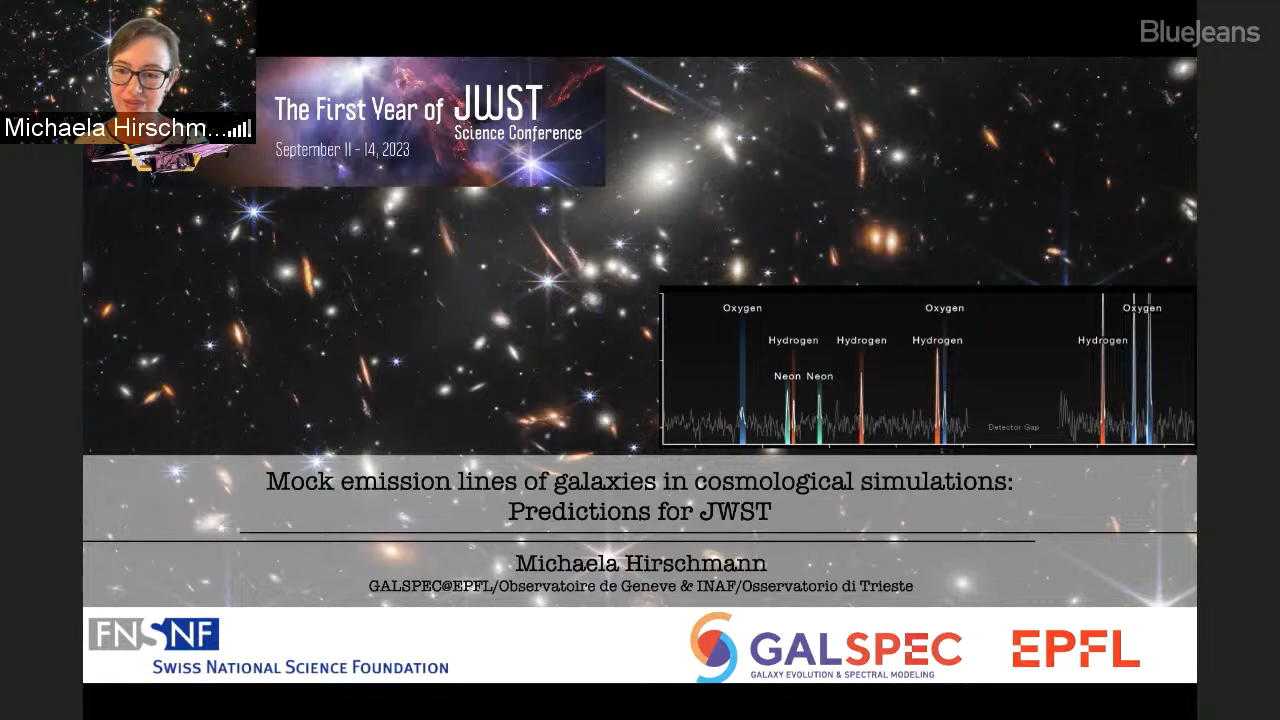 BlueJeans
Michaela Hirschm...
The First Year of JWST
Science Conference
September 11 - 14, 2023
Oxygen Oxygen Oxygen
Hydrogen Hydrogen Hydrogen Hydrogen
Neon Neon
Detector Gap
Mock emission lines of galaxies in cosmological simulations:
Predictions for JWST
Michaela Hirschmann
GALSPEC@EPFL/Observatoire de Geneve & INAF/Osservatorio di Trieste
FNSNF
SWISS NATIONAL SCIENCE FOUNDATION
GALSPEC
GALAXY EVOLUTION & SPECTRAL MODELING
EPFL